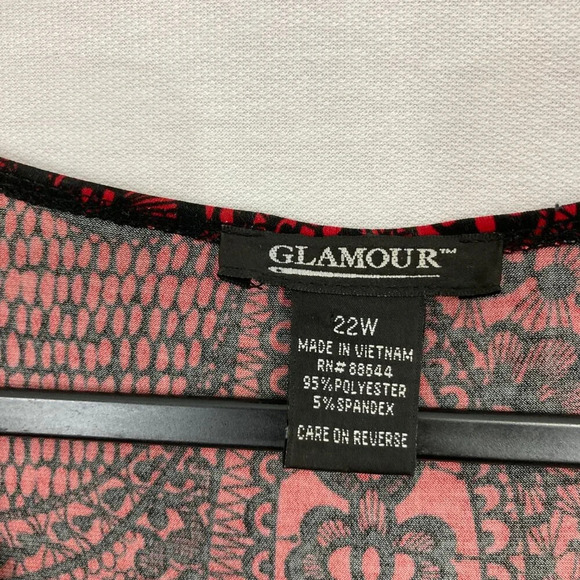 GLAMOUR™
22W
MADE IN VIETNAM
RN# 88644
95% POLYESTER
5% SPANDEX
CARE ON REVERSE